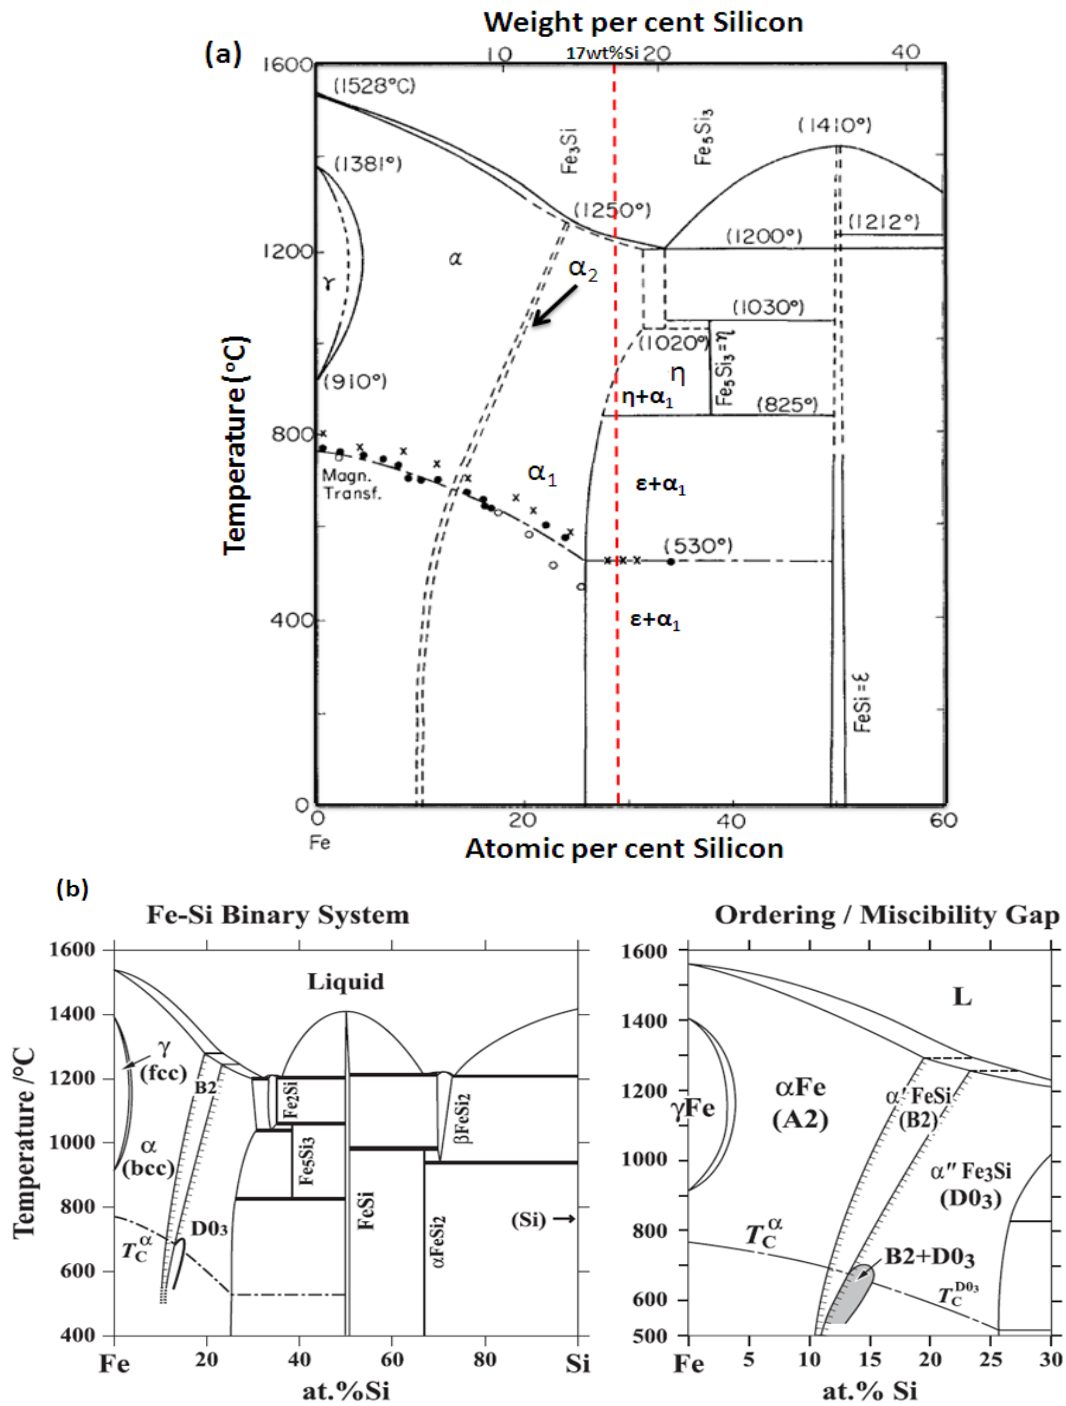 Weight per cent Silicon
(a)
10 17wt%Si 20 40
1600
(1528°C)
(1410°)
Fe₃Si
Fe₅Si₃
(1381°)
(1250°)
(1212°)
1200
(1200°)
α
α₂
γ
(1030°)
(1020°)
Fe₅Si₃=η
(910°)
η
η+α₁
(825°)
800
Magn.
Transf.
α₁
ε+α₁
(530°)
400
ε+α₁
FeSi=ε
0
Temperature (°C)
0 20 40 60
Fe
Atomic per cent Silicon
(b)
Fe-Si Binary System
1600
Liquid
1400
γ
(fcc)
1200
B2
Fe₂Si
βFeSi₂
α
(bcc)
1000
Fe₅Si₃
FeSi
αFeSi₂
800
D0₃
(Si) →
T_C^α
600
400
Temperature /°C
Fe 20 40 60 80 Si
at.%Si
Ordering / Miscibility Gap
1600
L
1400
1200
γFe
αFe
(A2)
α′ FeSi
(B2)
1000
α″ Fe₃Si
(D0₃)
800
T_C^α
B2+D0₃
600
T_C^D0₃
500
Fe 5 10 15 20 25 30
at. % Si